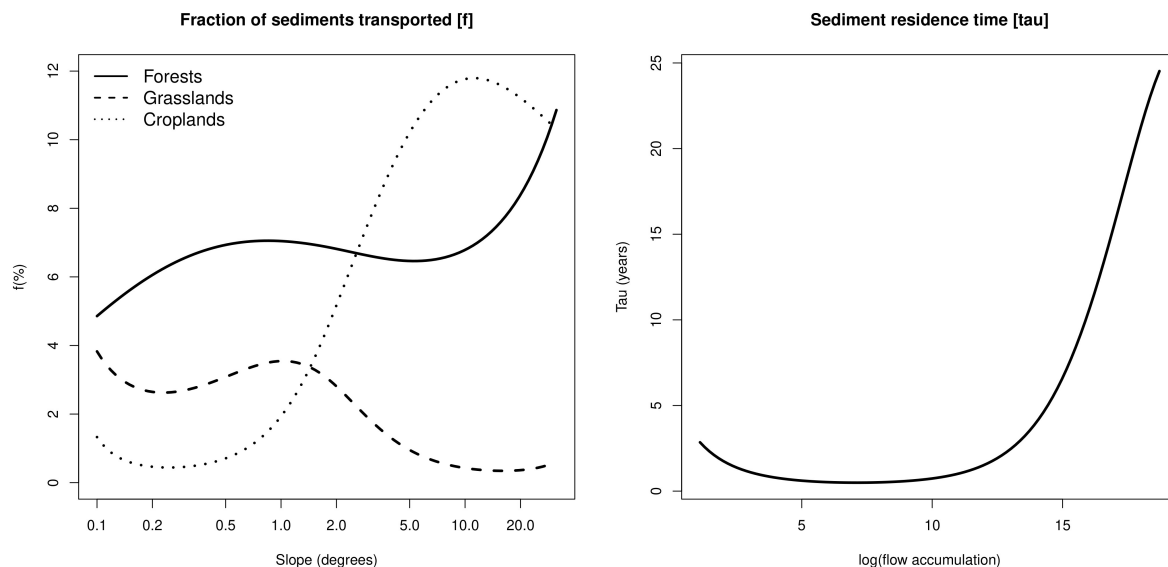 Fraction of sediments transported [f]
Forests
Grasslands
Croplands
12
10
8
6
4
2
0
f(%)
0.1 0.2 0.5 1.0 2.0 5.0 10.0 20.0
Slope (degrees)
Sediment residence time [tau]
25
20
15
10
5
0
Tau (years)
5 10 15
log(flow accumulation)